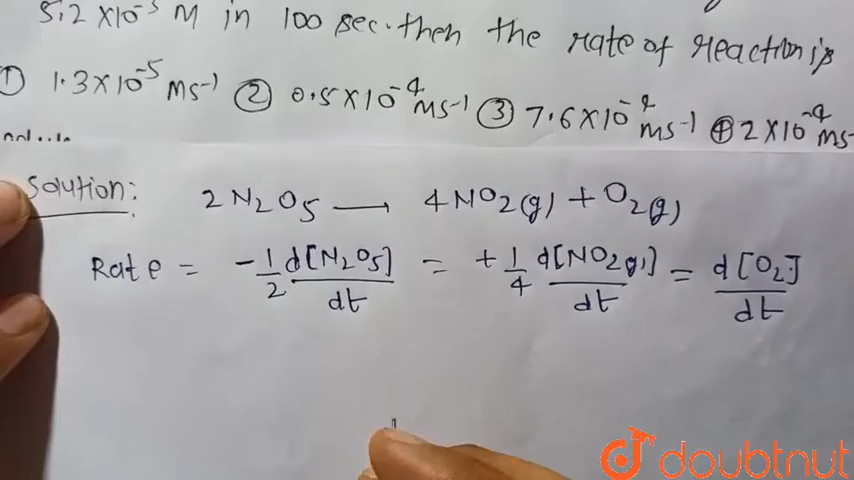 5.2 ×10⁻³ M in 100 sec. then the rate of reaction is
① 1.3×10⁻⁵ Ms⁻¹ ② 0.5×10⁻⁴ Ms⁻¹ ③ 7.6×10⁻⁴ Ms⁻¹ ④ 2×10⁻⁴ Ms⁻
Solution: 2N₂O₅ ⟶ 4NO₂(g) + O₂(g)
Rate = -1/2 d[N₂O₅]/dt = +1/4 d[NO₂(g)]/dt = d[O₂]/dt
doubtnut